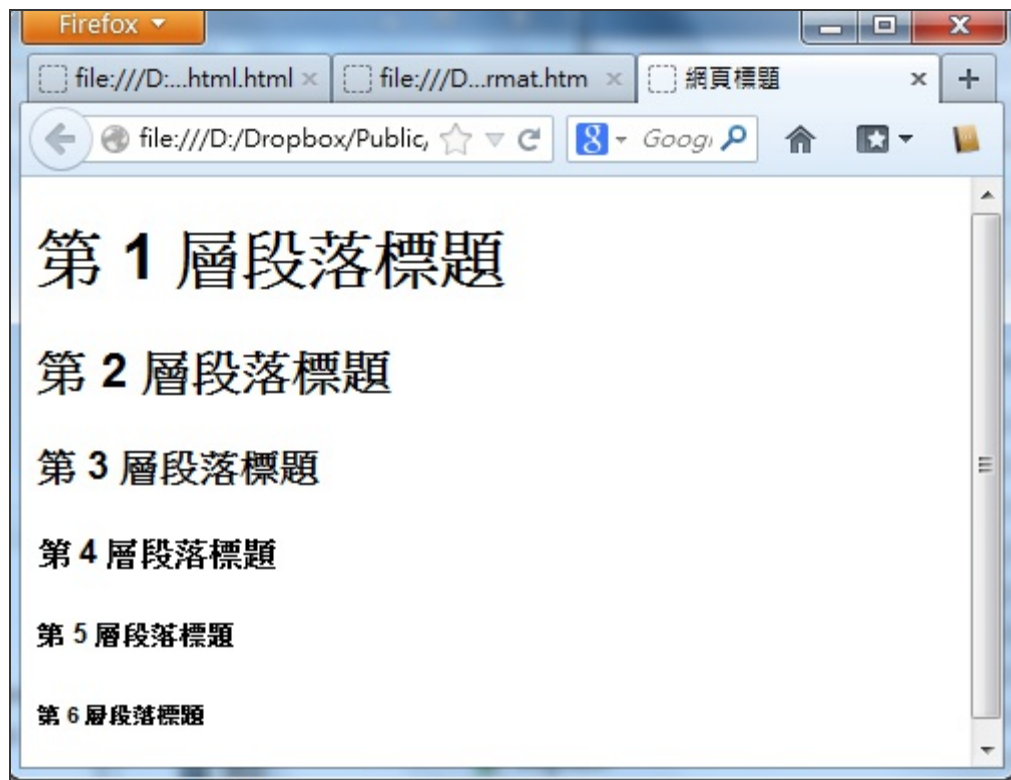 Firefox
file:///D:...html.html
file:///D...rmat.htm
網頁標題
file:///D:/Dropbox/Public,
8
Googl
第 1 層段落標題
第 2 層段落標題
第 3 層段落標題
第 4 層段落標題
第 5 層段落標題
第 6 層段落標題